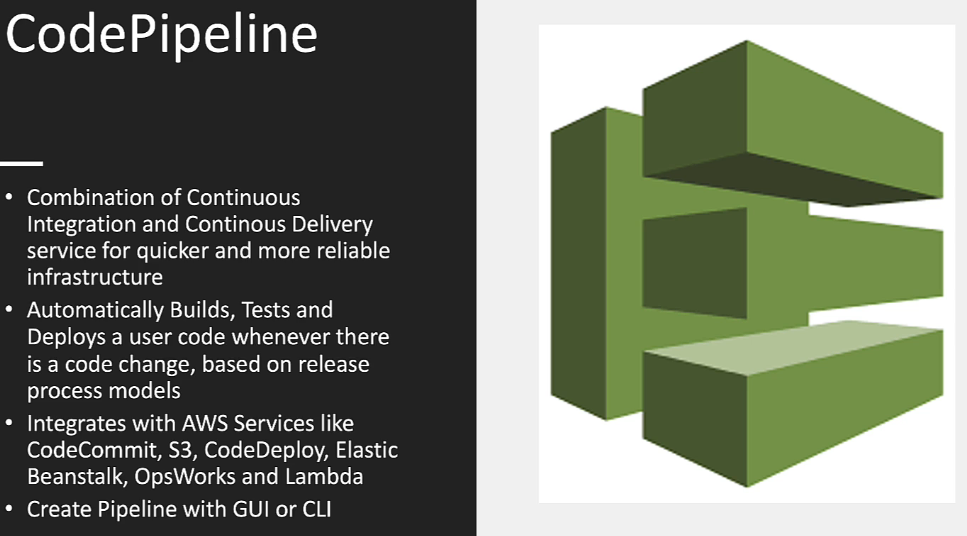 CodePipeline
• Combination of Continuous
Integration and Continous Delivery
service for quicker and more reliable
infrastructure
• Automatically Builds, Tests and
Deploys a user code whenever there
is a code change, based on release
process models
• Integrates with AWS Services like
CodeCommit, S3, CodeDeploy, Elastic
Beanstalk, OpsWorks and Lambda
• Create Pipeline with GUI or CLI